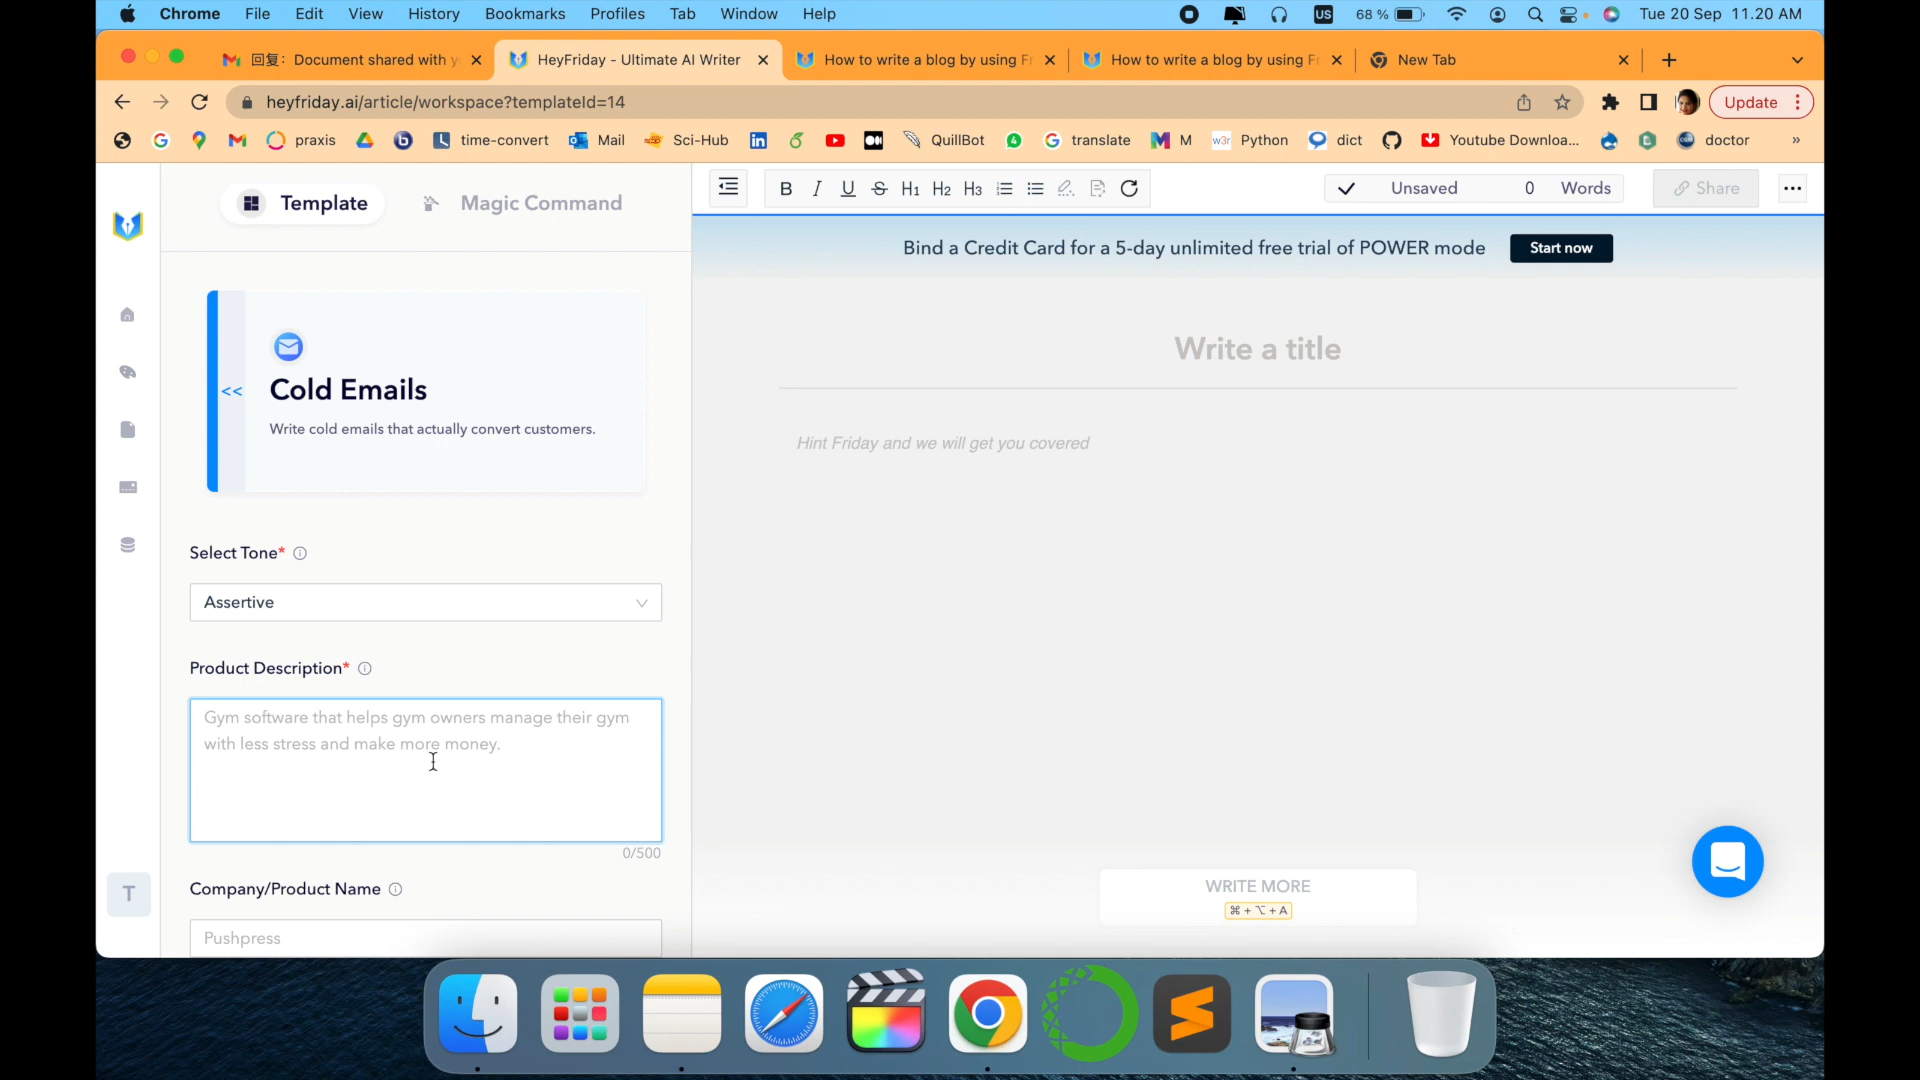 Chrome File Edit View History Bookmarks Profiles Tab Window Help US 68 % Tue 20 Sep 11.20 AM
回复: Document shared with y
HeyFriday - Ultimate AI Writer
How to write a blog by using Fr
How to write a blog by using Fr
New Tab
heyfriday.ai/article/workspace?templateId=14
Update
praxis time-convert Mail Sci-Hub QuillBot translate M Python dict Youtube Downloa... doctor »
Template
Magic Command
B I U S H1 H2 H3
Unsaved 0 Words
Share
Bind a Credit Card for a 5-day unlimited free trial of POWER mode
Start now
<<
Cold Emails
Write cold emails that actually convert customers.
Write a title
Hint Friday and we will get you covered
Select Tone*
Assertive
Product Description*
Gym software that helps gym owners manage their gym
with less stress and make more money.
0/500
Company/Product Name
Pushpress
T
WRITE MORE
⌘ + ⌥ + A